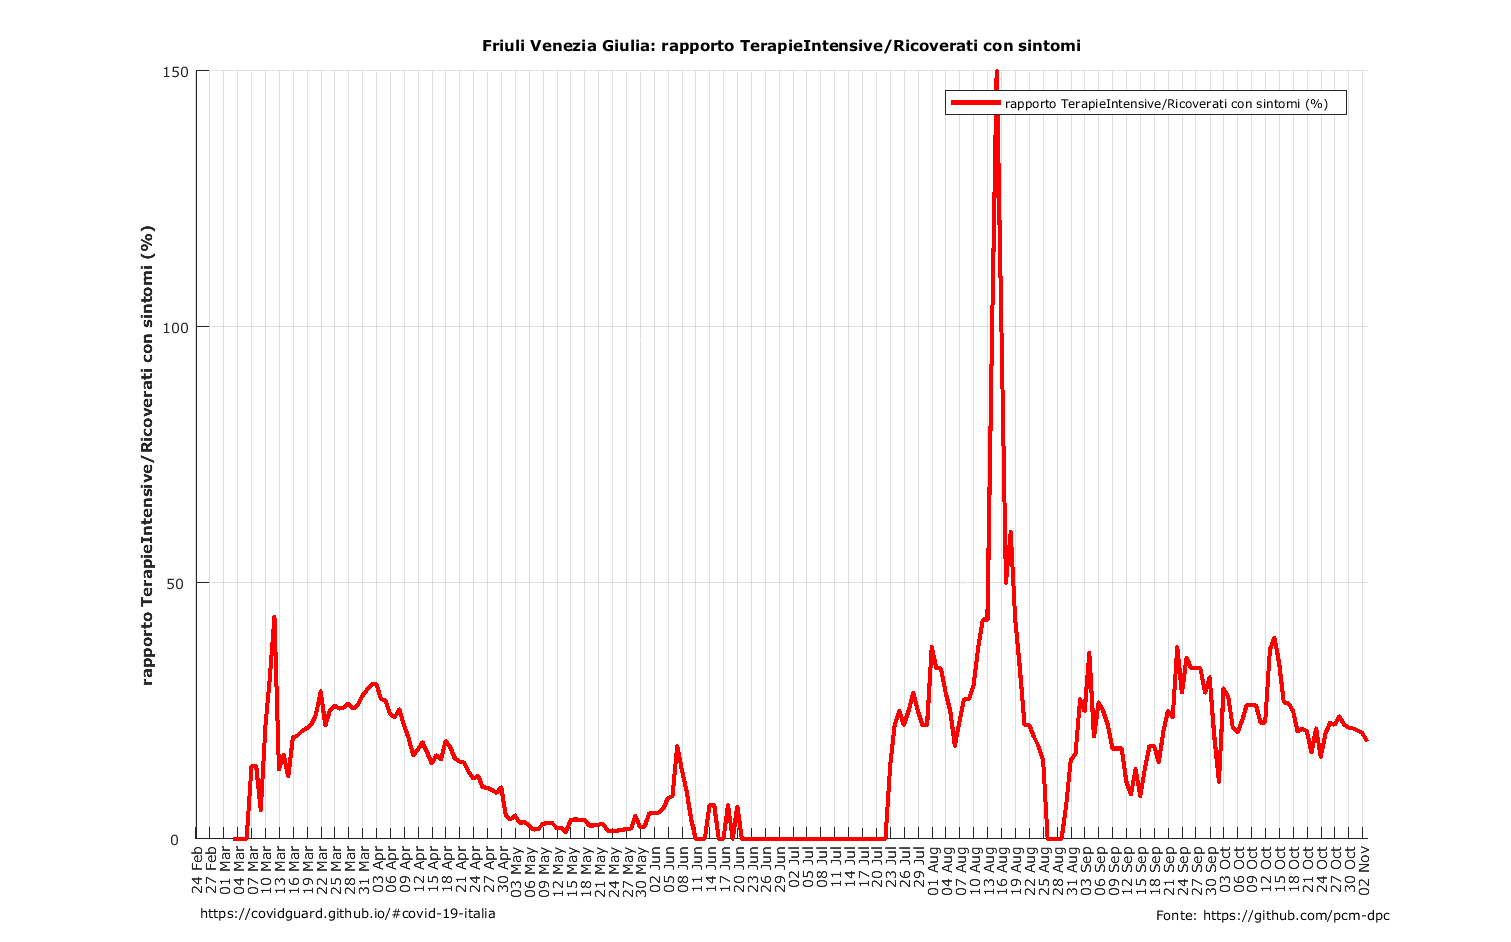 Friuli Venezia Giulia: rapporto TerapieIntensive/Ricoverati con sintomi
rapporto TerapieIntensive/Ricoverati con sintomi (%)
rapporto TerapieIntensive/Ricoverati con sintomi (%)
150
100
50
0
24 Feb
27 Feb
01 Mar
04 Mar
07 Mar
10 Mar
13 Mar
16 Mar
19 Mar
22 Mar
25 Mar
28 Mar
31 Mar
03 Apr
06 Apr
09 Apr
12 Apr
15 Apr
18 Apr
21 Apr
24 Apr
27 Apr
30 Apr
03 May
06 May
09 May
12 May
15 May
18 May
21 May
24 May
27 May
30 May
02 Jun
05 Jun
08 Jun
11 Jun
14 Jun
17 Jun
20 Jun
23 Jun
26 Jun
29 Jun
02 Jul
05 Jul
08 Jul
11 Jul
14 Jul
17 Jul
20 Jul
23 Jul
26 Jul
29 Jul
01 Aug
04 Aug
07 Aug
10 Aug
13 Aug
16 Aug
19 Aug
22 Aug
25 Aug
28 Aug
31 Aug
03 Sep
06 Sep
09 Sep
12 Sep
15 Sep
18 Sep
21 Sep
24 Sep
27 Sep
30 Sep
03 Oct
06 Oct
09 Oct
12 Oct
15 Oct
18 Oct
21 Oct
24 Oct
27 Oct
30 Oct
02 Nov
https://covidguard.github.io/#covid-19-italia
Fonte: https://github.com/pcm-dpc